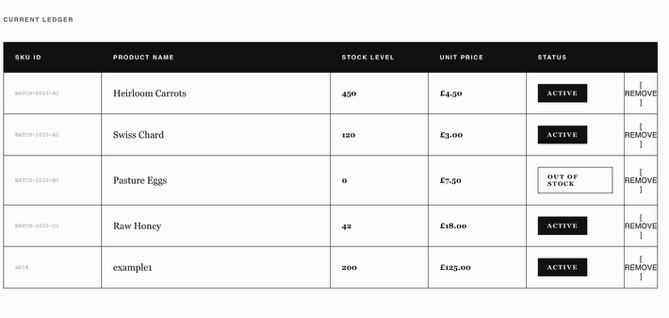 CURRENT LEDGER
SKU ID PRODUCT NAME STOCK LEVEL UNIT PRICE STATUS
BATCH-2026-A1 Heirloom Carrots 450 £4.50 ACTIVE [ REMOVE ]
BATCH-2026-A2 Swiss Chard 120 £3.00 ACTIVE [ REMOVE ]
BATCH-2026-B1 Pasture Eggs 0 £7.50 OUT OF STOCK [ REMOVE ]
BATCH-2026-C1 Raw Honey 42 £18.00 ACTIVE [ REMOVE ]
example1 200 £125.00 ACTIVE [ REMOVE ]